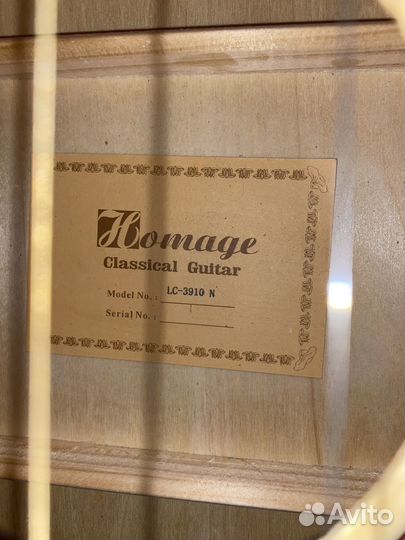 Homage
Classical Guitar
Model No. : LC-3910 N
Serial No. :
Avito